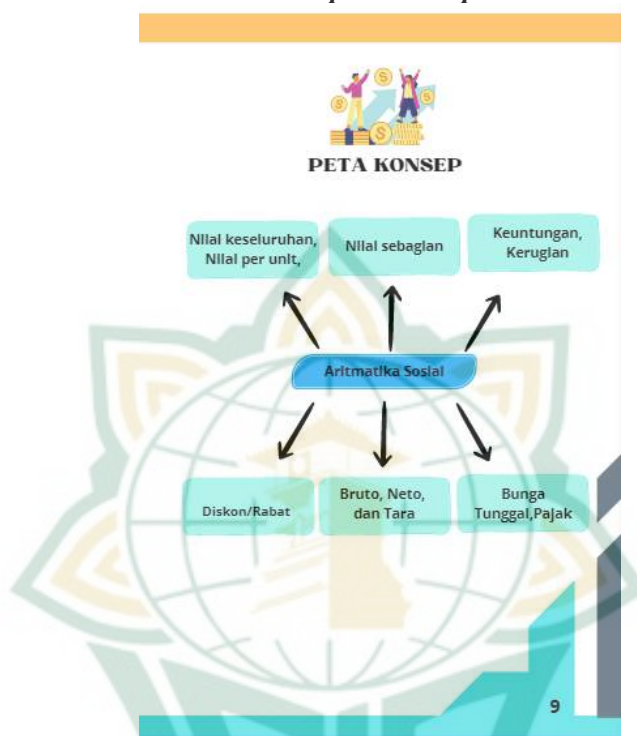 PETA KONSEP
Nilai keseluruhan,
Nilai per unit,
Nilai sebagian
Keuntungan,
Kerugian
Aritmatika Sosial
Diskon/Rabat
Bruto, Neto,
dan Tara
Bunga
Tunggal,Pajak
9